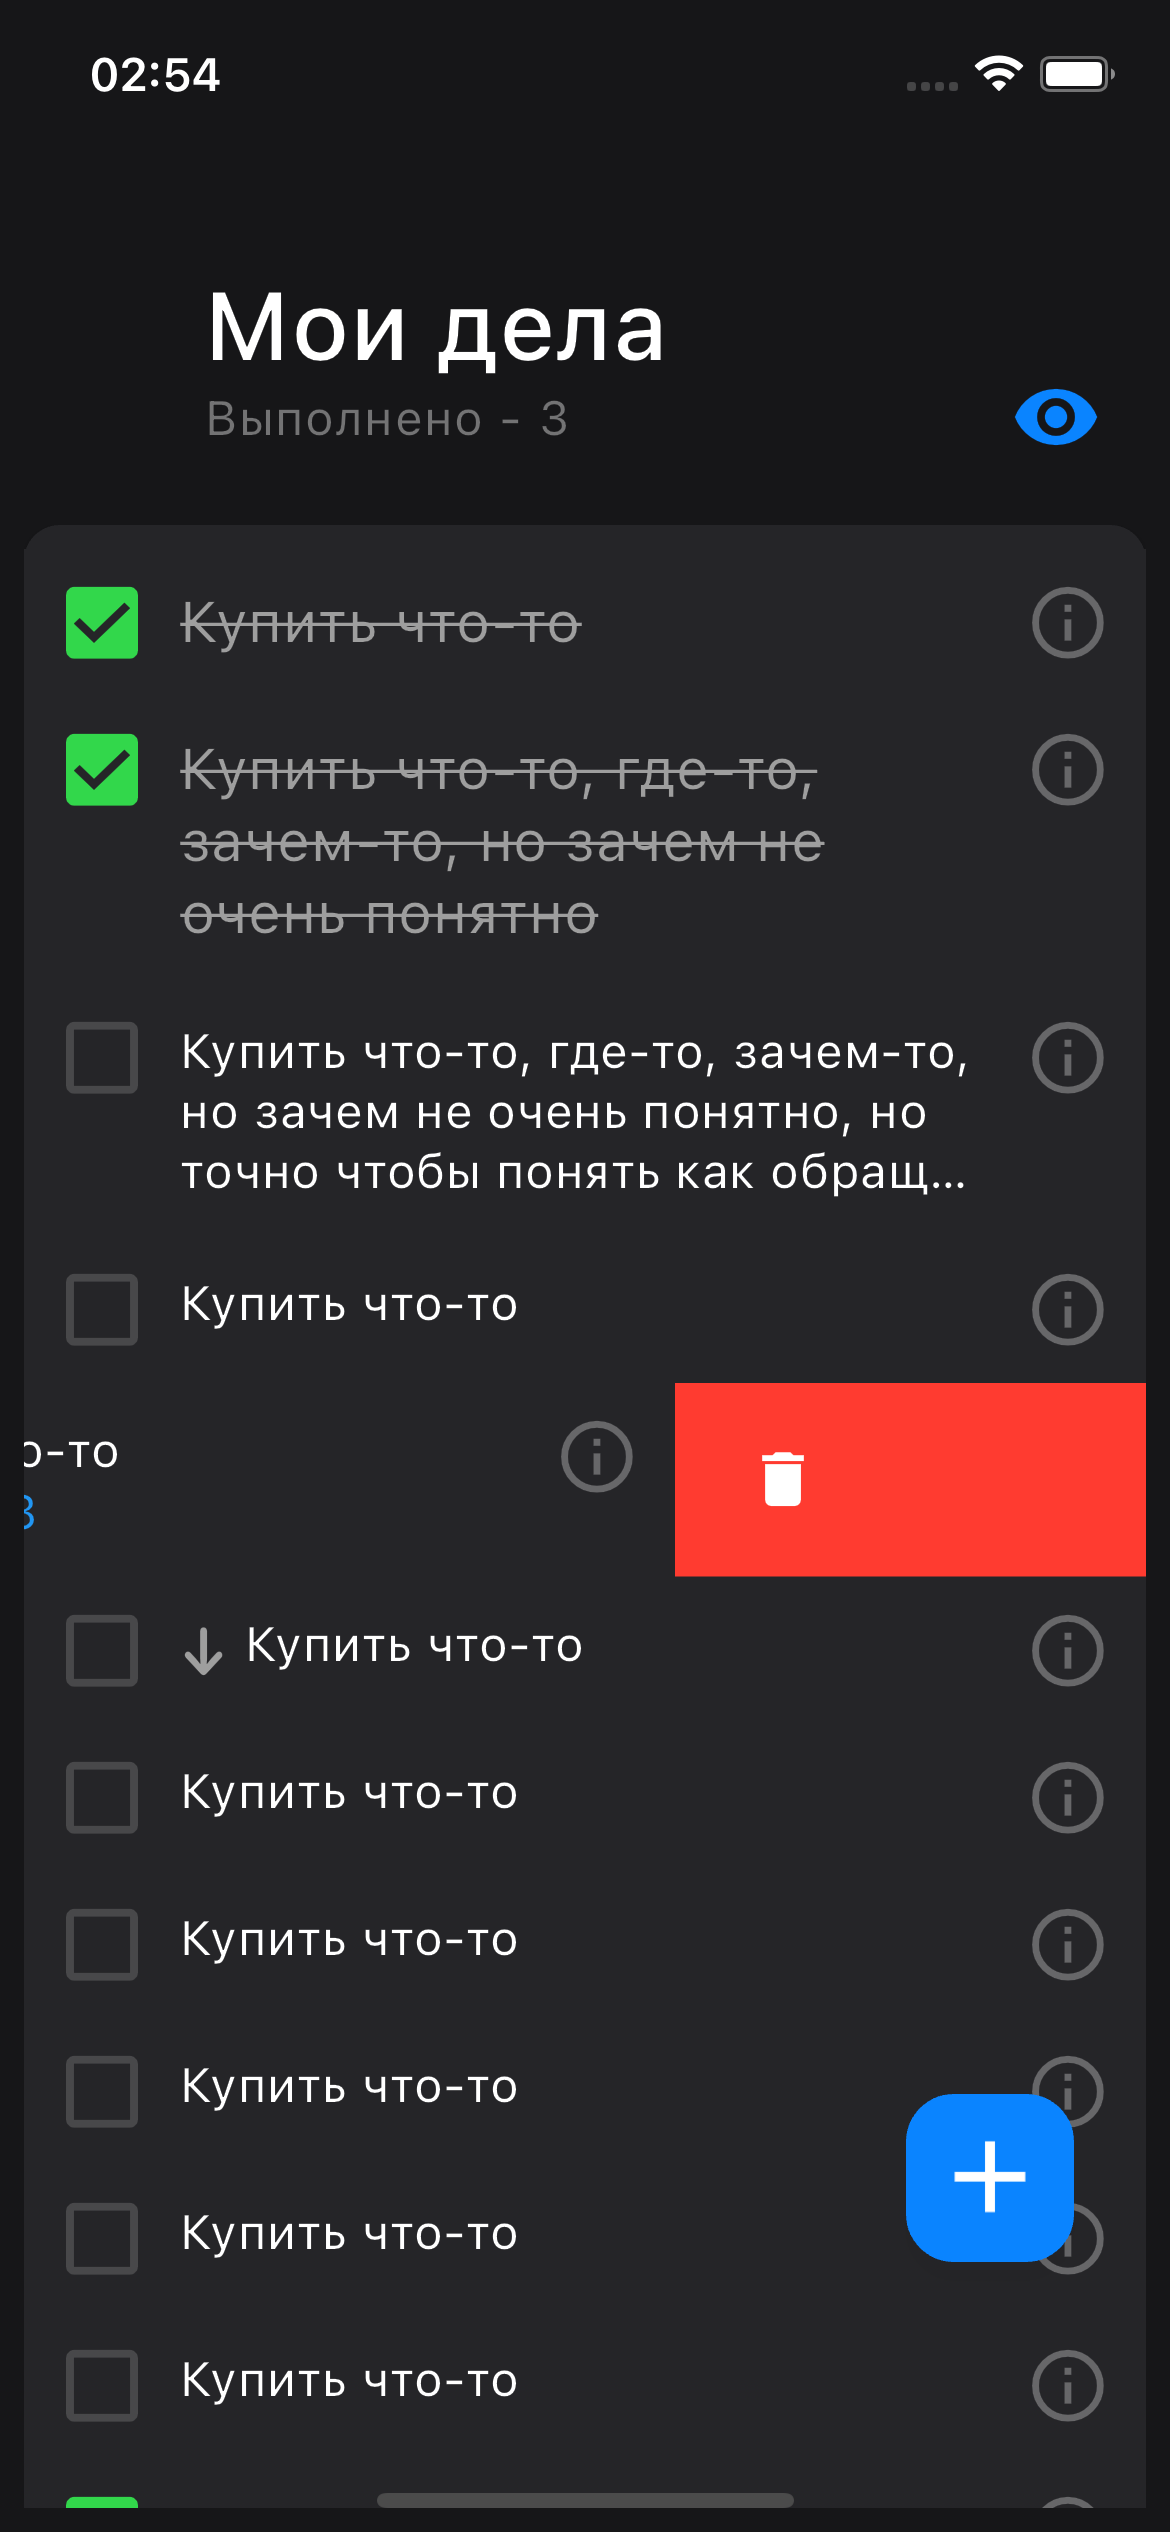 02:54
Мои дела
Выполнено - 3
Купить что-то
Купить что-то, где-то,
зачем-то, но зачем не
очень понятно
Купить что-то, где-то, зачем-то,
но зачем не очень понятно, но
точно чтобы понять как обращ...
Купить что-то
о-то
3
Купить что-то
Купить что-то
Купить что-то
Купить что-то
Купить что-то
Купить что-то